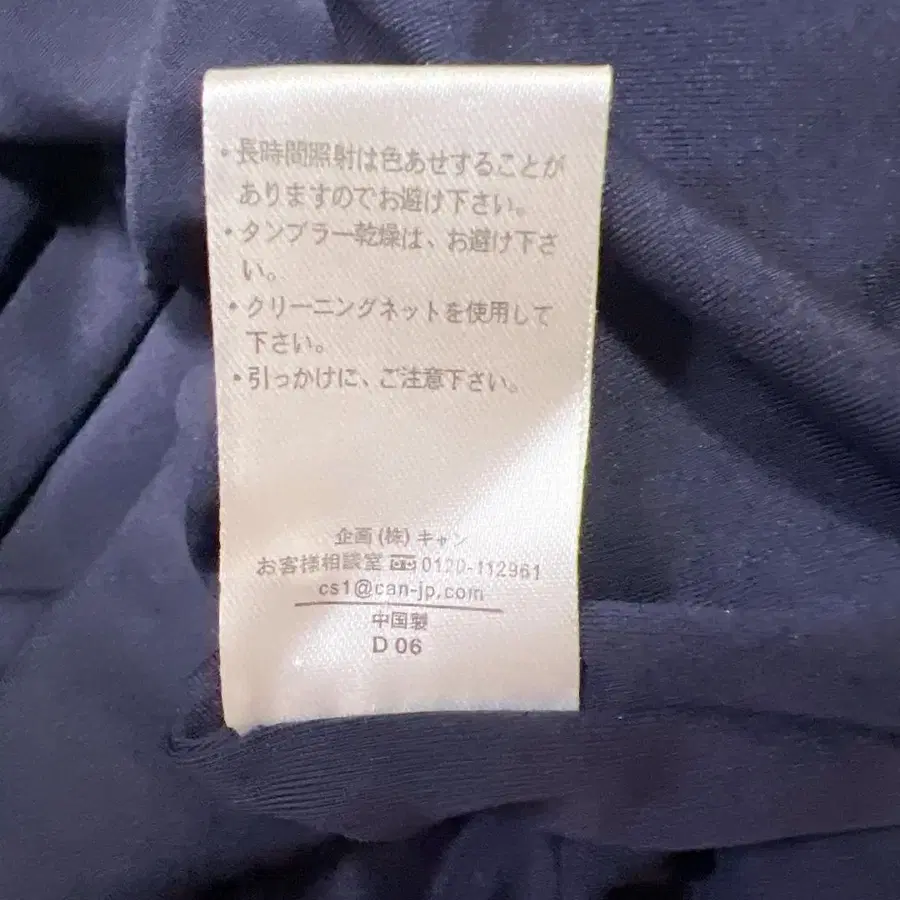 ・長時間照射は色あせすることが
ありますのでお避け下さい。
・タンブラー乾燥は、お避け下さ
い。
・クリーニングネットを使用して
下さい。
・引っかけに、ご注意下さい。
企画(株)キャン
お客様相談室 0120-112961
cs1@can-jp.com
中国製
D 06